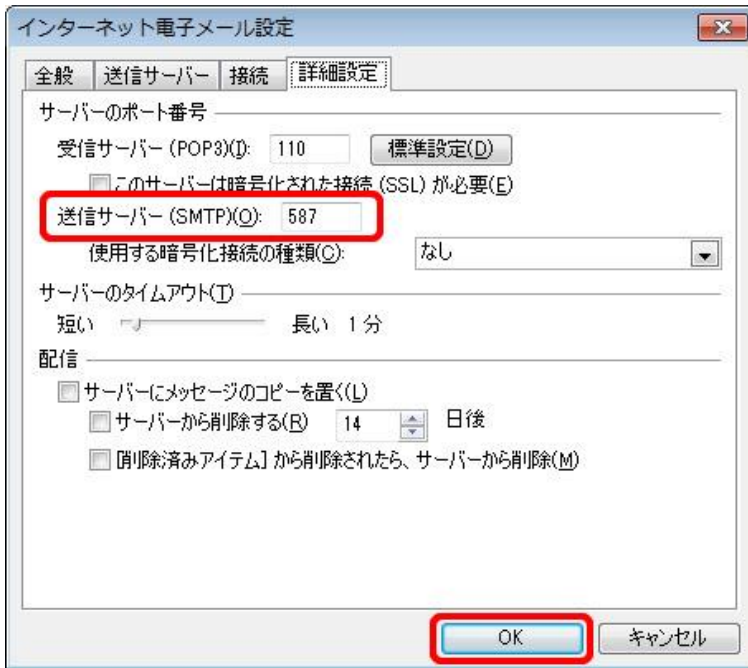 インターネット電子メール設定
全般 送信サーバー 接続 詳細設定
サーバーのポート番号
受信サーバー (POP3)(I): 110 標準設定(D)
このサーバーは暗号化された接続 (SSL) が必要(E)
送信サーバー (SMTP)(O): 587
使用する暗号化接続の種類(C): なし
サーバーのタイムアウト(T)
短い 長い 1 分
配信
サーバーにメッセージのコピーを置く(L)
サーバーから削除する(R) 14 日後
[削除済みアイテム] から削除されたら、サーバーから削除(M)
OK キャンセル